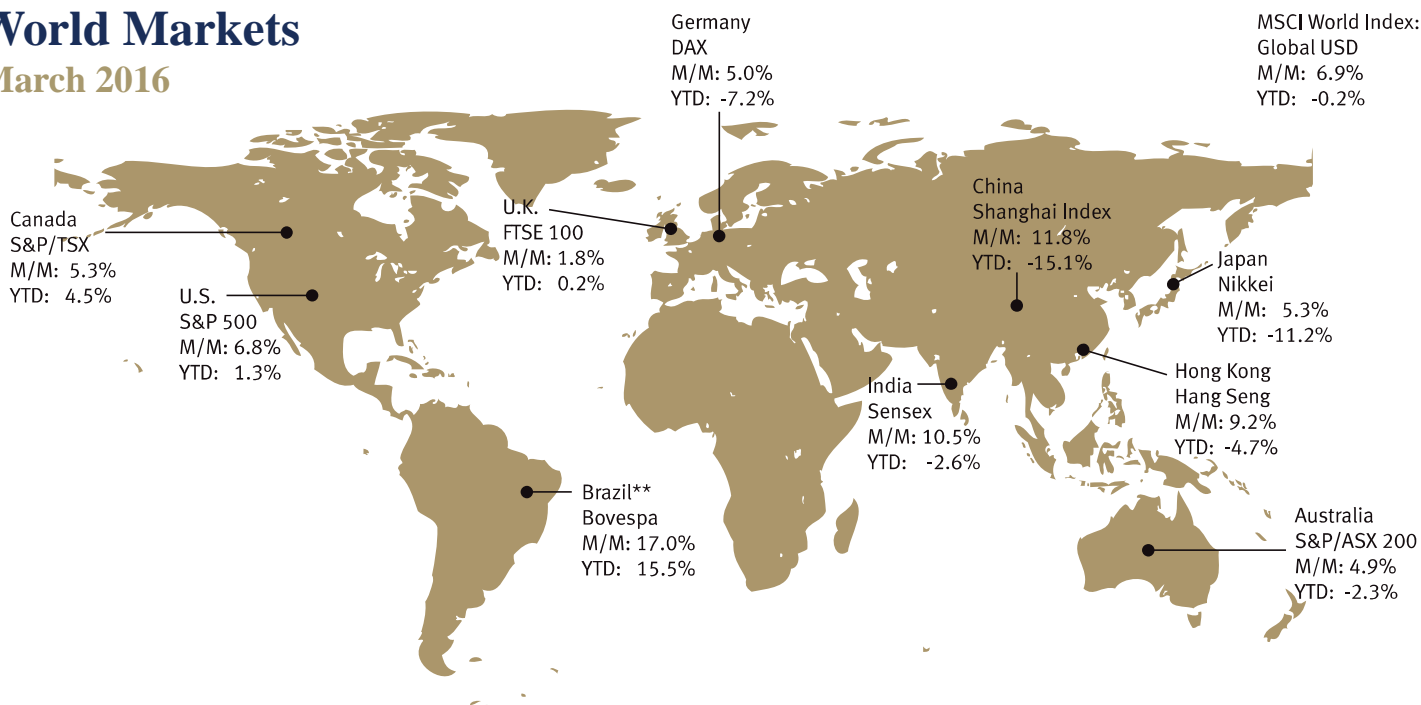 World Markets
March 2016
Germany
DAX
M/M: 5.0%
YTD: -7.2%
MSCI World Index:
Global USD
M/M: 6.9%
YTD: -0.2%
Canada
S&P/TSX
M/M: 5.3%
YTD: 4.5%
U.S.
S&P 500
M/M: 6.8%
YTD: 1.3%
U.K.
FTSE 100
M/M: 1.8%
YTD: 0.2%
China
Shanghai Index
M/M: 11.8%
YTD: -15.1%
Japan
Nikkei
M/M: 5.3%
YTD: -11.2%
Hong Kong
Hang Seng
M/M: 9.2%
YTD: -4.7%
India
Sensex
M/M: 10.5%
YTD: -2.6%
Brazil**
Bovespa
M/M: 17.0%
YTD: 15.5%
Australia
S&P/ASX 200
M/M: 4.9%
YTD: -2.3%